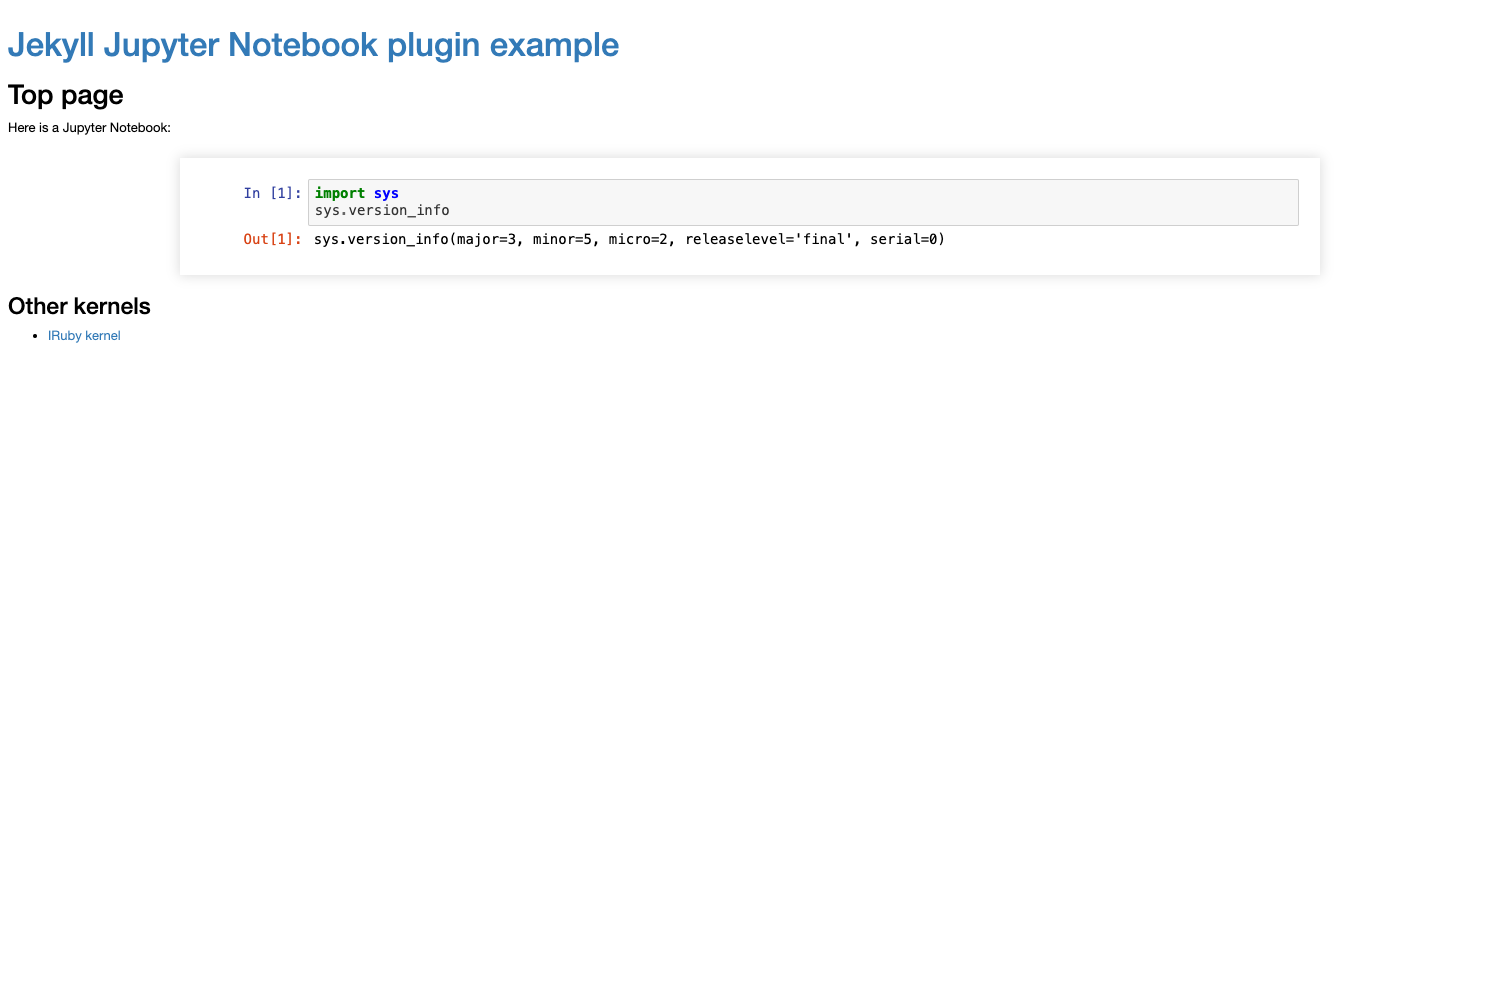 Jekyll Jupyter Notebook plugin example
Top page
Here is a Jupyter Notebook:
In [1]: import sys
sys.version_info
Out[1]: sys.version_info(major=3, minor=5, micro=2, releaselevel='final', serial=0)
Other kernels
• IRuby kernel